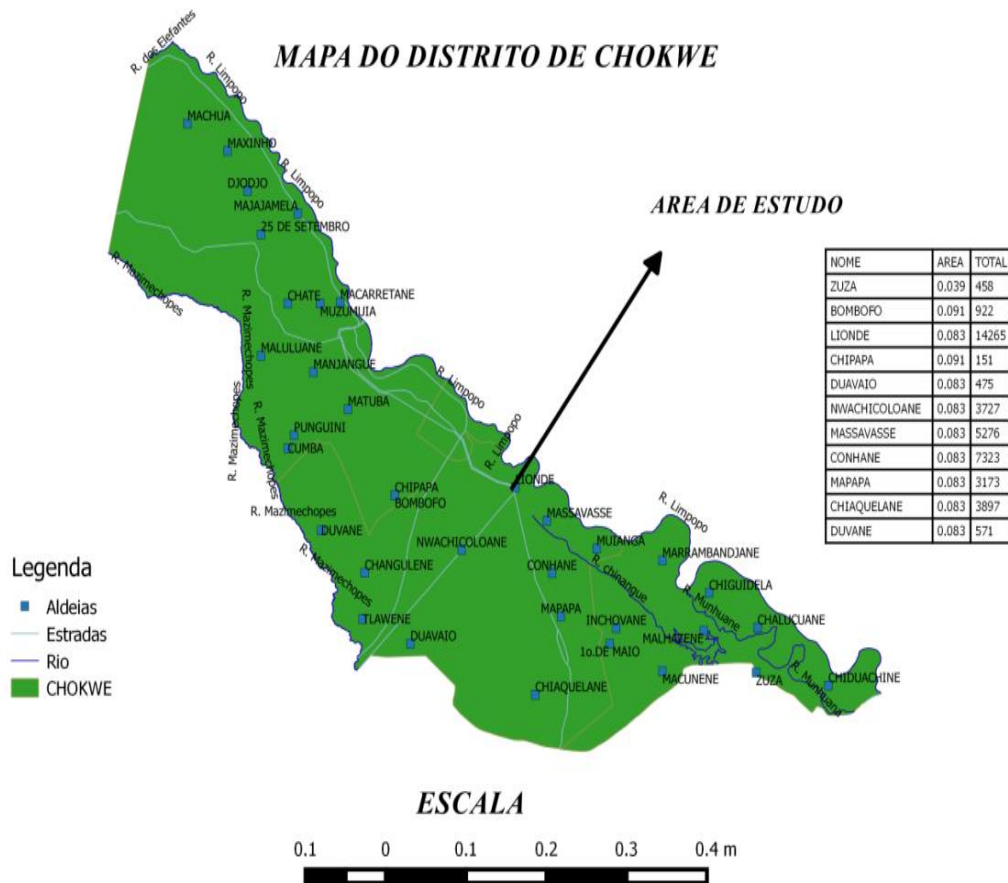 MAPA DO DISTRITO DE CHOKWE
R. dos Elefantes
R. Limpopo
MACHUA
MAXINHO
R. Limpopo
DJODJO
MAJAJAMELA
25 DE SETEMBRO
AREA DE ESTUDO
R. Mazimechopes
R. Mazimechopes
CHATE
MACARRETANE
MUZUMUIA
MALULUANE
MANJANGUE
R. Limpopo
R. Mazimechopes
R. Mazimechopes
MATUBA
PUNGUINI
CUMBA
R. Limpopo
LIONDE
CHIPAPA
BOMBOFO
R. Mazimechopes
MASSAVASSE
R. Limpopo
DUVANE
NWACHICOLOANE
MUIANGA
MARRAMBANDJANE
R. Mazimechopes
CHANGULENE
CONHANE
R. chinangue
CHIGUIDELA
R. Munhuane
TLAWENE
MAPAPA
INCHOVANE
CHALUCUANE
DUAVAIO
1o.DE MAIO
MALHAZENE
MACUNENE
ZUZA
R. Munhuana
CHIDUACHINE
CHIAQUELANE
NOME AREA TOTAL
ZUZA 0.039 458
BOMBOFO 0.091 922
LIONDE 0.083 14265
CHIPAPA 0.091 151
DUAVAIO 0.083 475
NWACHICOLOANE 0.083 3727
MASSAVASSE 0.083 5276
CONHANE 0.083 7323
MAPAPA 0.083 3173
CHIAQUELANE 0.083 3897
DUVANE 0.083 571
Legenda
Aldeias
Estradas
Rio
CHOKWE
ESCALA
0.1 0 0.1 0.2 0.3 0.4 m